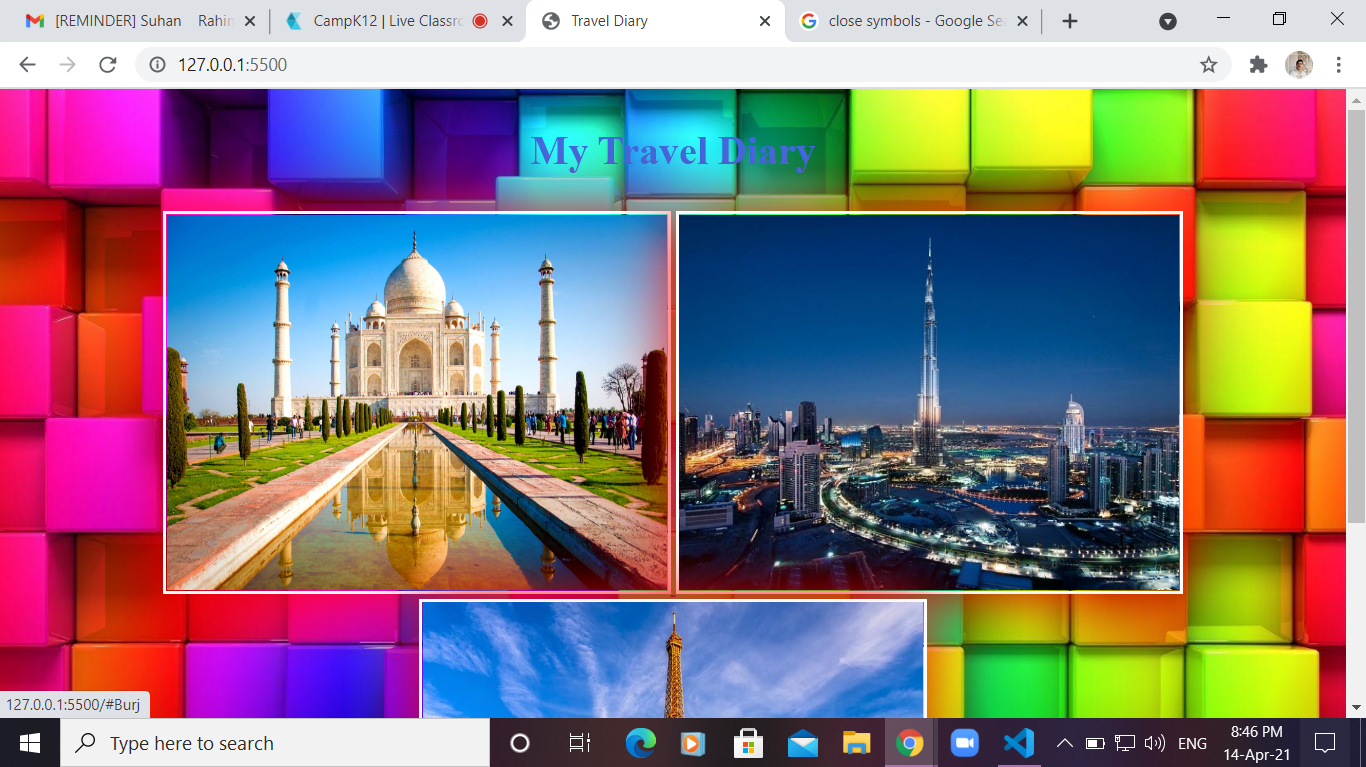 [REMINDER] Suhan Rahin
CampK12 | Live Classro
Travel Diary
close symbols - Google Sea
127.0.0.1:5500
My Travel Diary
127.0.0.1:5500/#Burj
Type here to search
ENG
8:46 PM
14-Apr-21